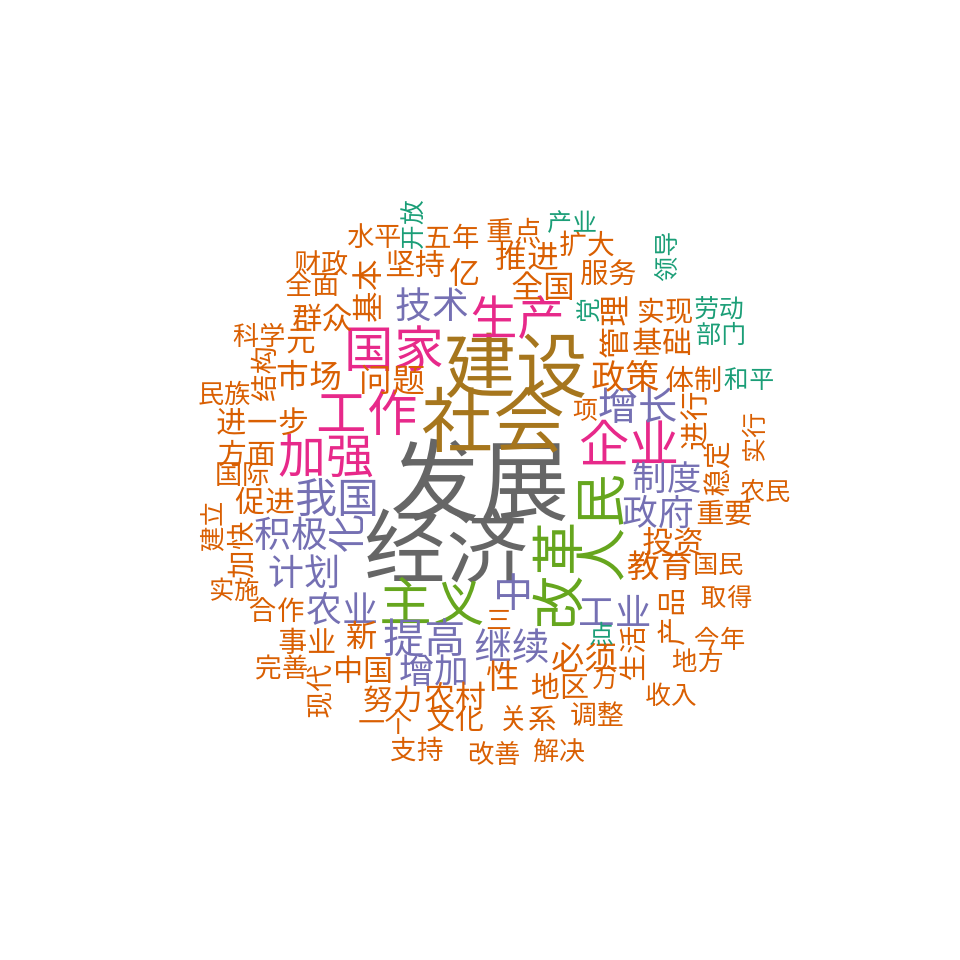 开放
产业
水平
五年
重点
扩大
领导
财政
坚持
亿
推进
服务
全面
基本
全国
群众
技术
生产
党
管理
实现
劳动
科学
元
国家
建设
基础
部门
结构
市场
问题
政策
体制
和平
民族
进一步
工作
社会
项
增长
进行
实行
方面
加强
企业
稳定
国际
我国
发展
人民
制度
农民
促进
政府
重要
建立
加快
积极
化
经济
改革
投资
实施
计划
教育
国民
合作
农业
主义
中
工业
产品
取得
事业
新
提高
三
继续
点
生活
今年
完善
中国
增加
性
必须
方
地方
现代
努力
农村
地区
收入
一个
文化
关系
调整
支持
改善
解决